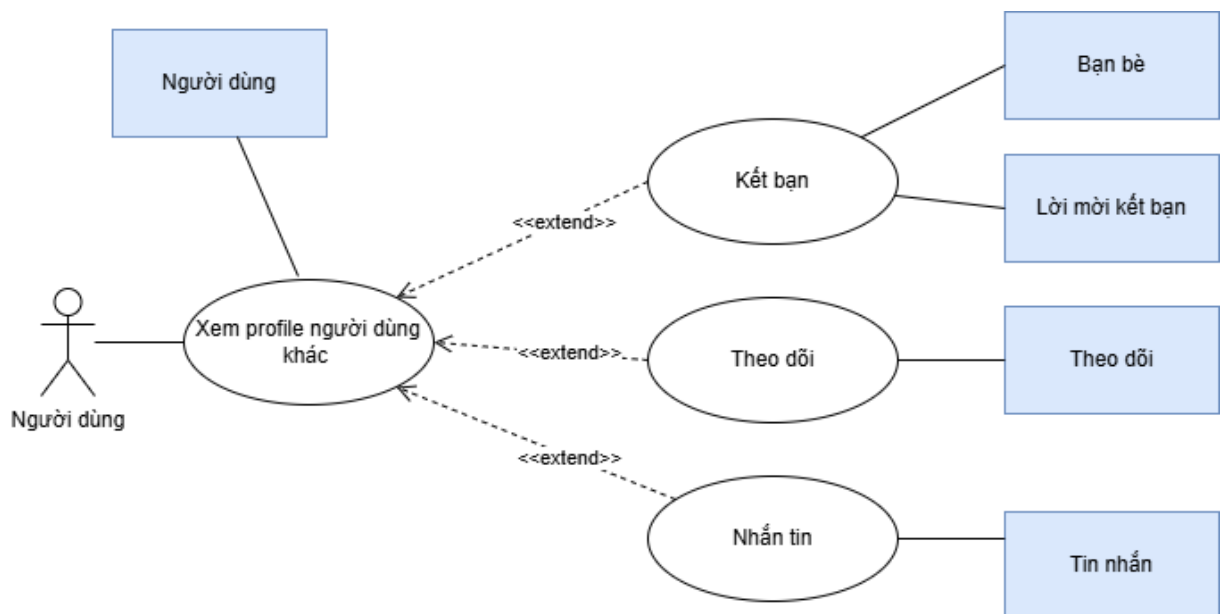 Người dùng
Bạn bè
Kết bạn
Lời mời kết bạn
<<extend>>
Xem profile người dùng
khác
<<extend>>
Theo dõi
Theo dõi
Người dùng
<<extend>>
Nhắn tin
Tin nhắn